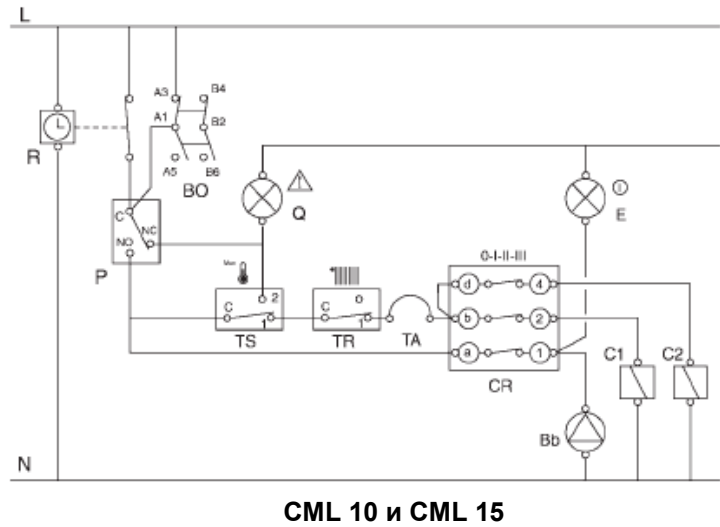 L
A3 B4
A1 B2
R
A5 B6
BO
C
NC
NO
P
Q
i
E
0-I-II-III
C 2
1
TS
C
1
TR
TA
d 4
b 2
a 1
CR
C1 C2
Bb
N
CML 10 и CML 15